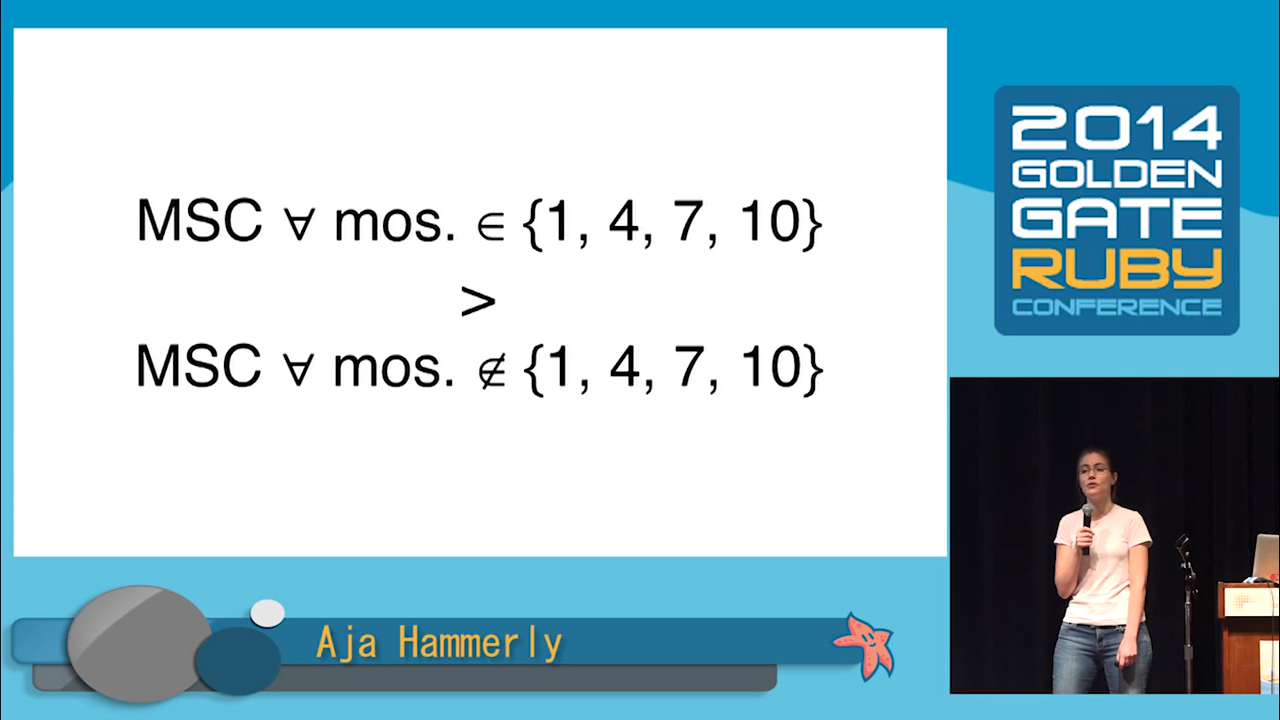 MSC ∀ mos. ∈ {1, 4, 7, 10}
>
MSC ∀ mos. ∉ {1, 4, 7, 10}
2014
GOLDEN
GATE
RUBY
CONFERENCE
Aja Hammerly